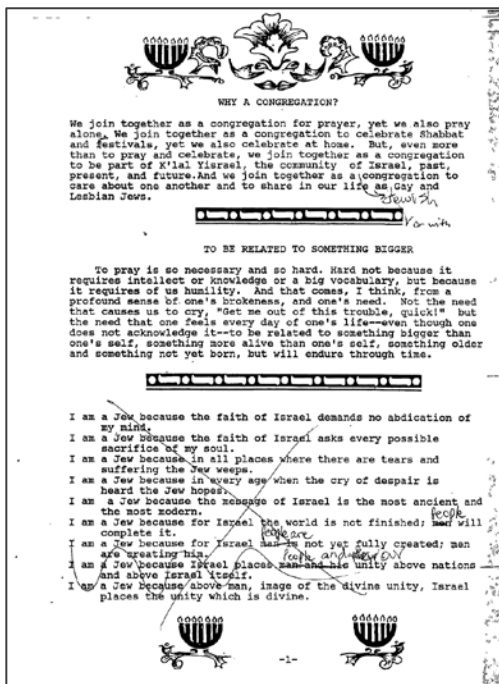 WHY A CONGREGATION?
We join together as a congregation for prayer, yet we also pray
alone. We join together as a congregation to celebrate Shabbat
and festivals, yet we also celebrate at home. But, even more
than to pray and celebrate, we join together as a congregation
to be part of K'lal Yisrael, the community of Israel, past,
present, and future.And we join together as a congregation to
care about one another and to share in our life as Gay and
Jewish
Lesbian Jews.
or with
TO BE RELATED TO SOMETHING BIGGER
To pray is so necessary and so hard. Hard not because it
requires intellect or knowledge or a big vocabulary, but because
it requires of us humility. And that comes, I think, from a
profound sense of one's brokeness, and one's need. Not the need
that causes us to cry, "Get me out of this trouble, quick!" but
the need that one feels every day of one's life--even though one
does not acknowledge it--to be related to something bigger than
one's self, something more alive than one's self, something older
and something not yet born, but will endure through time.
I am a Jew because the faith of Israel demands no abdication of
my mind.
I am a Jew because the faith of Israel asks every possible
sacrifice of my soul.
I am a Jew because in all places where there are tears and
suffering the Jew weeps.
I am a Jew because in every age when the cry of despair is
heard the Jew hopes.
I am a Jew because the message of Israel is the most ancient and
the most modern.
People
I am a Jew because for Israel the world is not finished; men will
complete it.
People are
I am a Jew because for Israel man is not yet fully created; men
are creating him.
People and our
I am a Jew because Israel places man and his unity above nations
and above Israel itself.
I am a Jew because above man, image of the divine unity, Israel
places the unity which is divine.
-1-